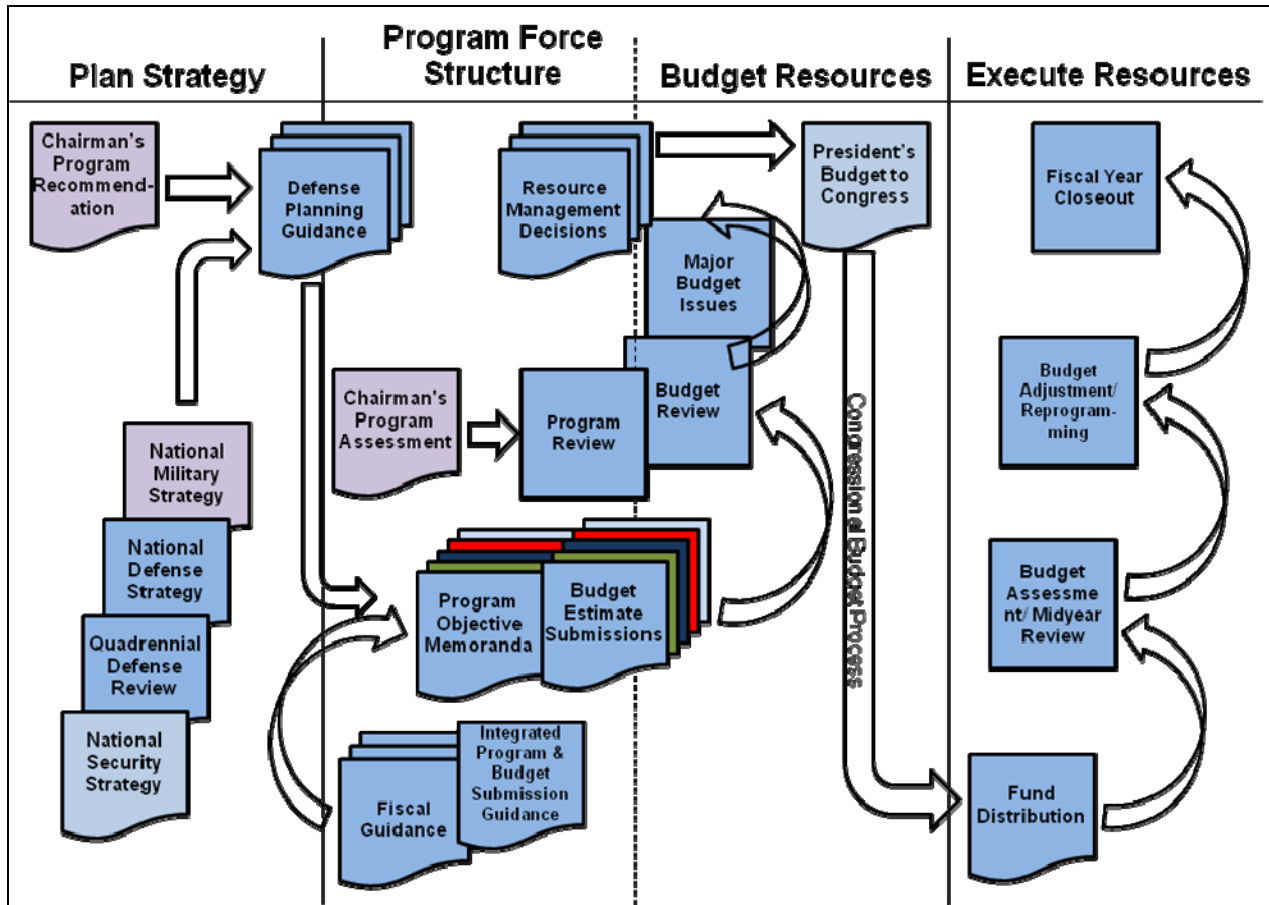 Plan Strategy
Program Force
Structure
Budget Resources
Execute Resources
Chairman's
Program
Recommend-
ation
Defense
Planning
Guidance
Resource
Management
Decisions
President's
Budget to
Congress
Fiscal Year
Closeout
Major
Budget
Issues
Chairman's
Program
Assessment
Program
Review
Budget
Review
Budget
Adjustment/
Reprogram-
ming
National
Military
Strategy
National
Defense
Strategy
Quadrennial
Defense
Review
National
Security
Strategy
Program
Objective
Memoranda
Budget
Estimate
Submissions
Congressional Budget Process
Budget
Assessme
nt/ Midyear
Review
Fiscal
Guidance
Integrated
Program &
Budget
Submission
Guidance
Fund
Distribution